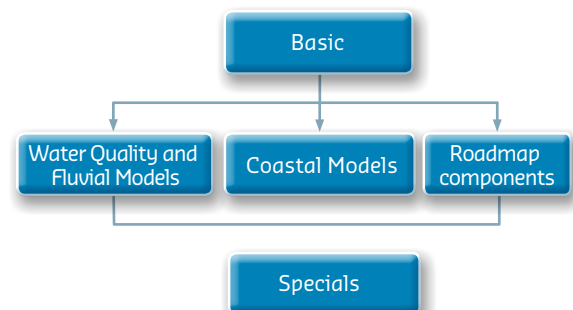 Basic
Water Quality and
Fluvial Models
Coastal Models
Roadmap
components
Specials